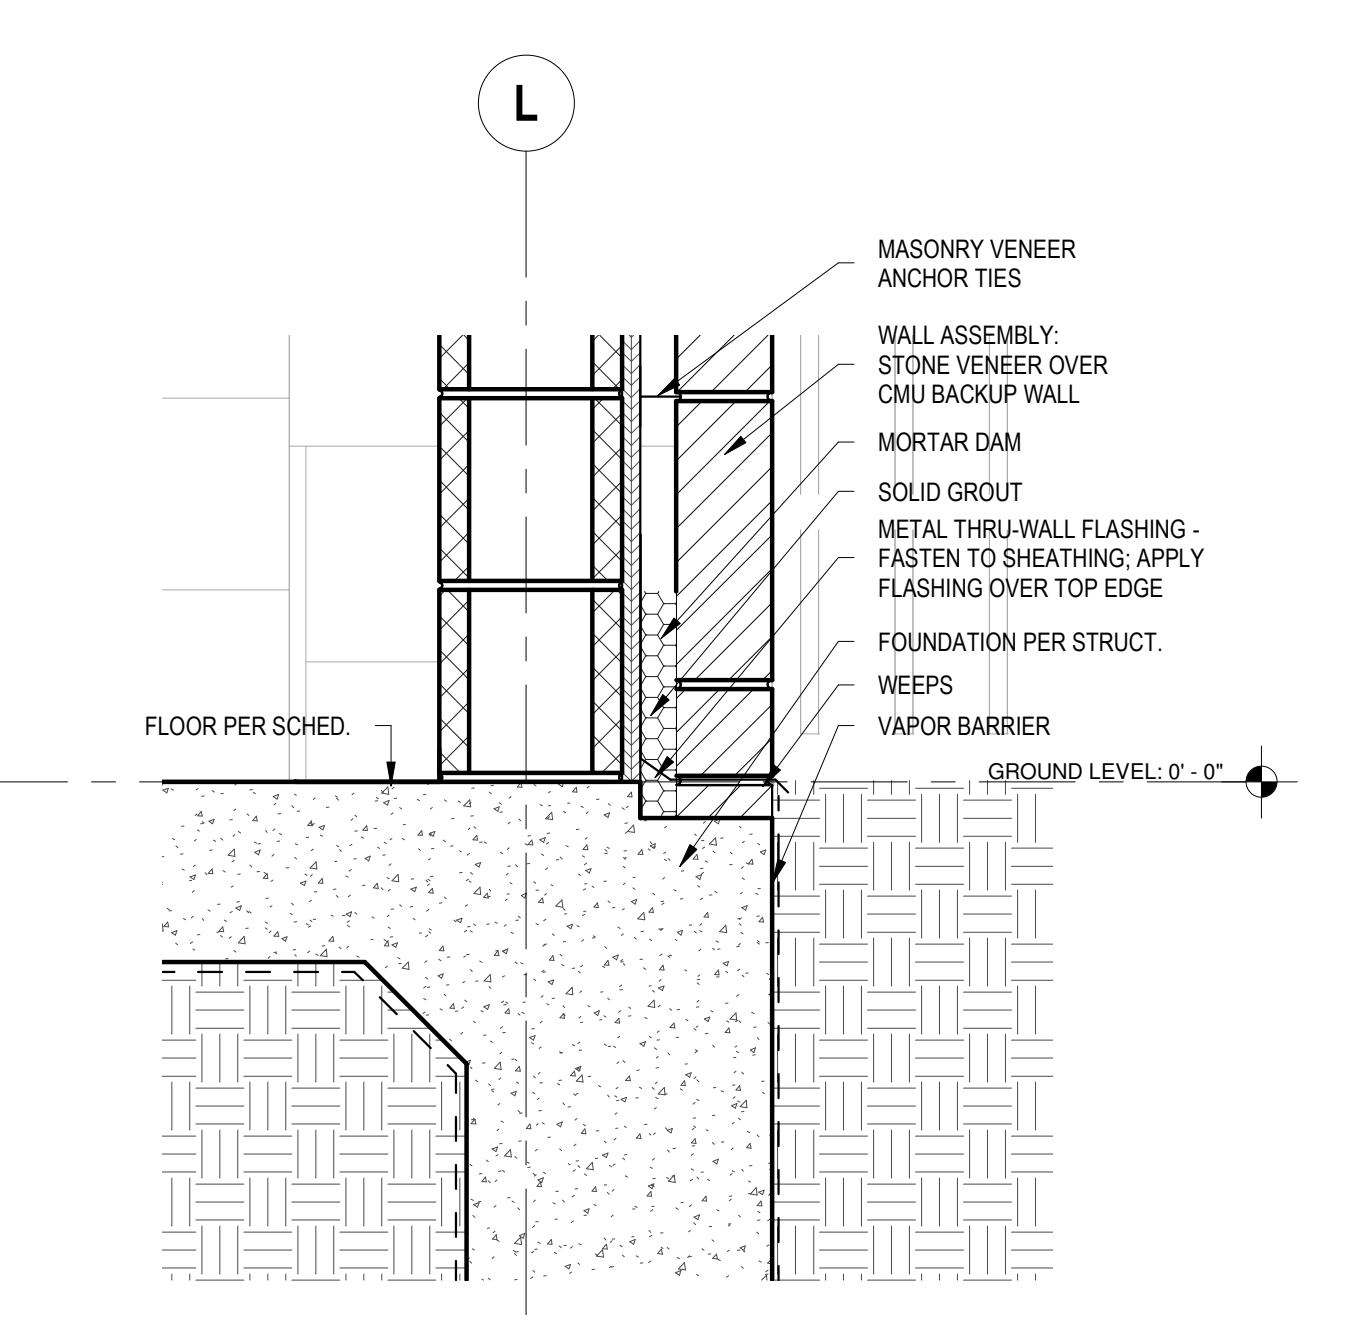 L
MASONRY VENEER
ANCHOR TIES
WALL ASSEMBLY:
STONE VENEER OVER
CMU BACKUP WALL
MORTAR DAM
SOLID GROUT
METAL THRU-WALL FLASHING -
FASTEN TO SHEATHING; APPLY
FLASHING OVER TOP EDGE
FOUNDATION PER STRUCT.
WEEPS
VAPOR BARRIER
FLOOR PER SCHED.
GROUND LEVEL: 0' - 0"